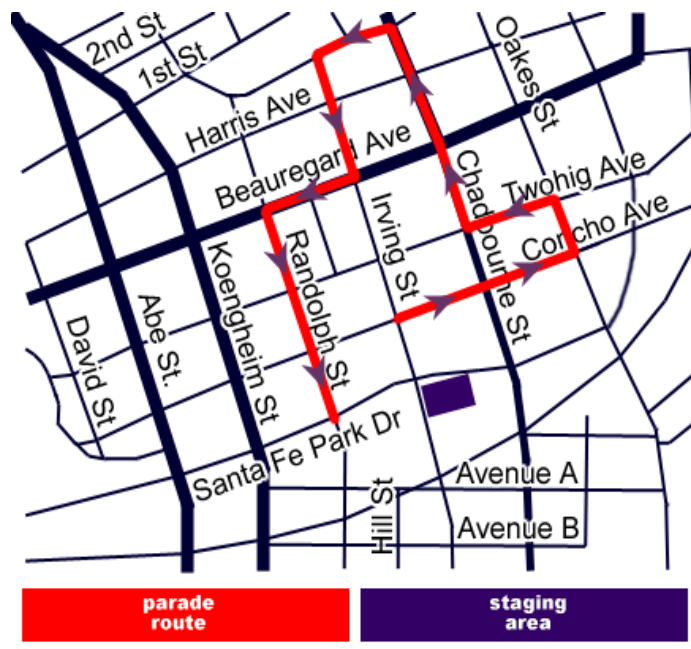 2nd St
1st St
Oakes St
Harris Ave
Beauregard Ave
Chadbourne St
Twohig Ave
Concho Ave
Irving St
Randolph St
Koengheim St
Abe St.
David St
Santa Fe Park Dr
Hill St
Avenue A
Avenue B
parade
route
staging
area